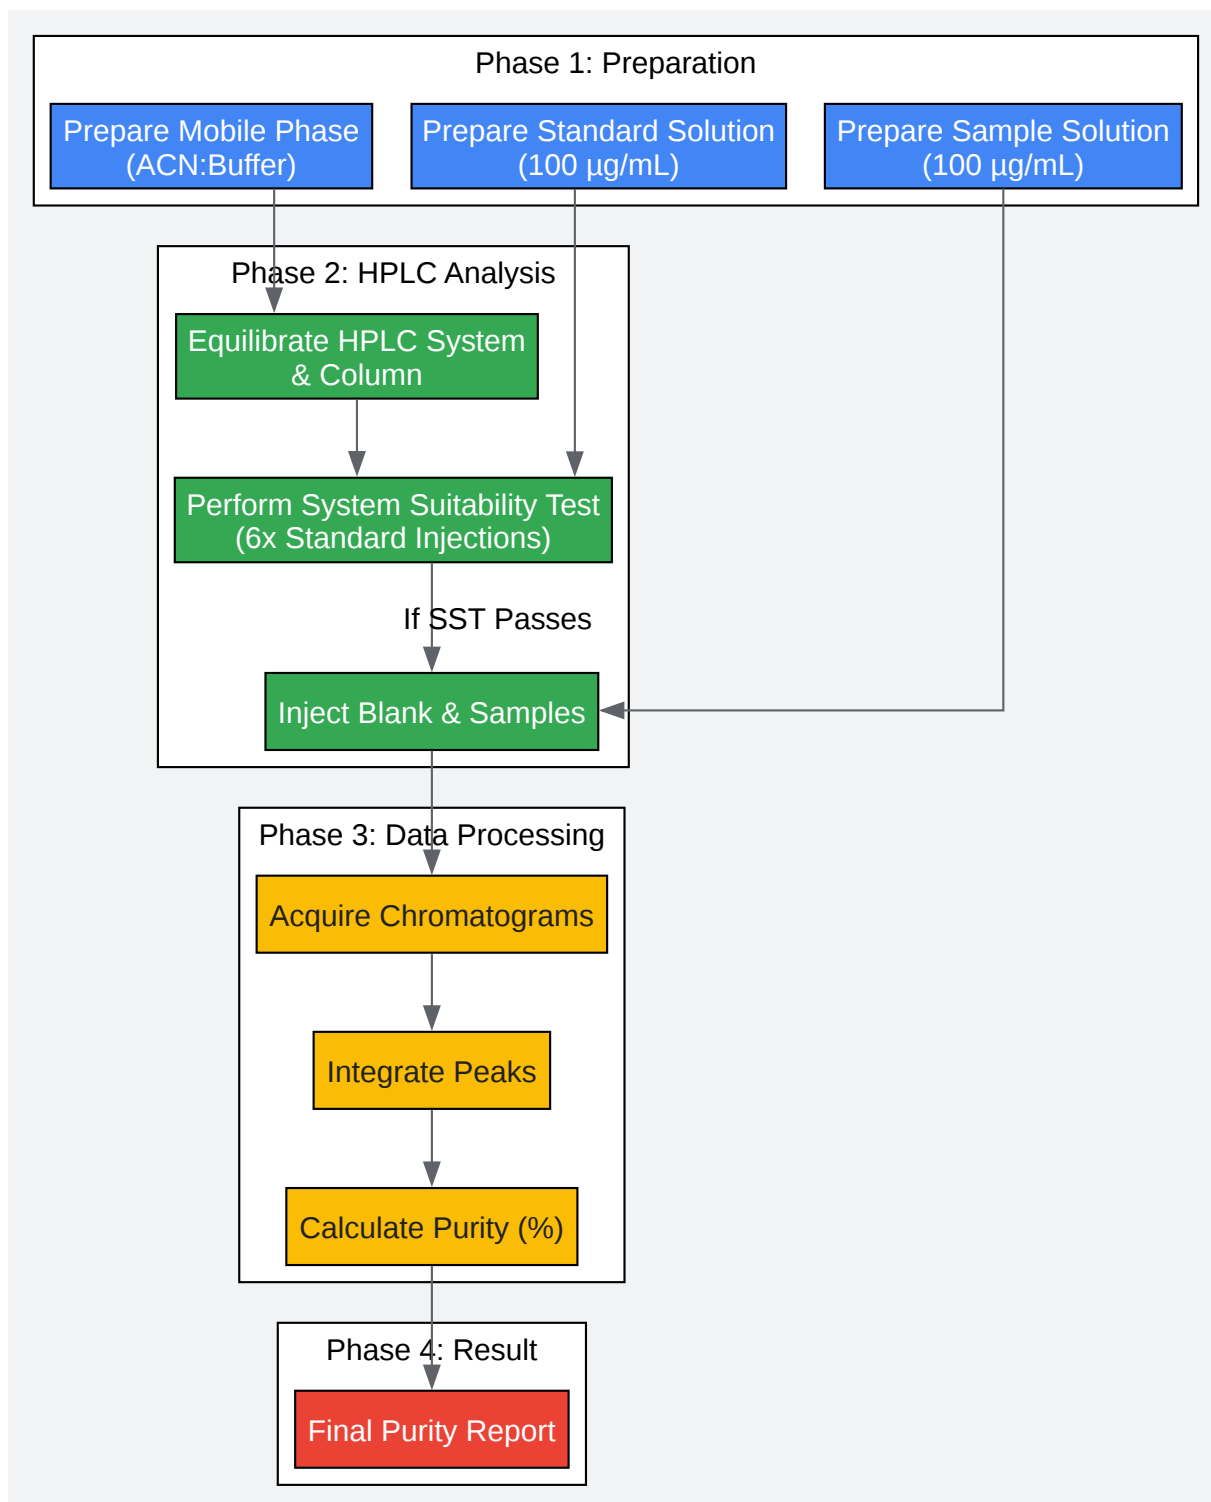 Phase 1: Preparation
Prepare Mobile Phase
(ACN:Buffer)
Prepare Standard Solution
(100 µg/mL)
Prepare Sample Solution
(100 µg/mL)
Phase 2: HPLC Analysis
Equilibrate HPLC System
& Column
Perform System Suitability Test
(6x Standard Injections)
If SST Passes
Inject Blank & Samples
Phase 3: Data Processing
Acquire Chromatograms
Integrate Peaks
Calculate Purity (%)
Phase 4: Result
Final Purity Report